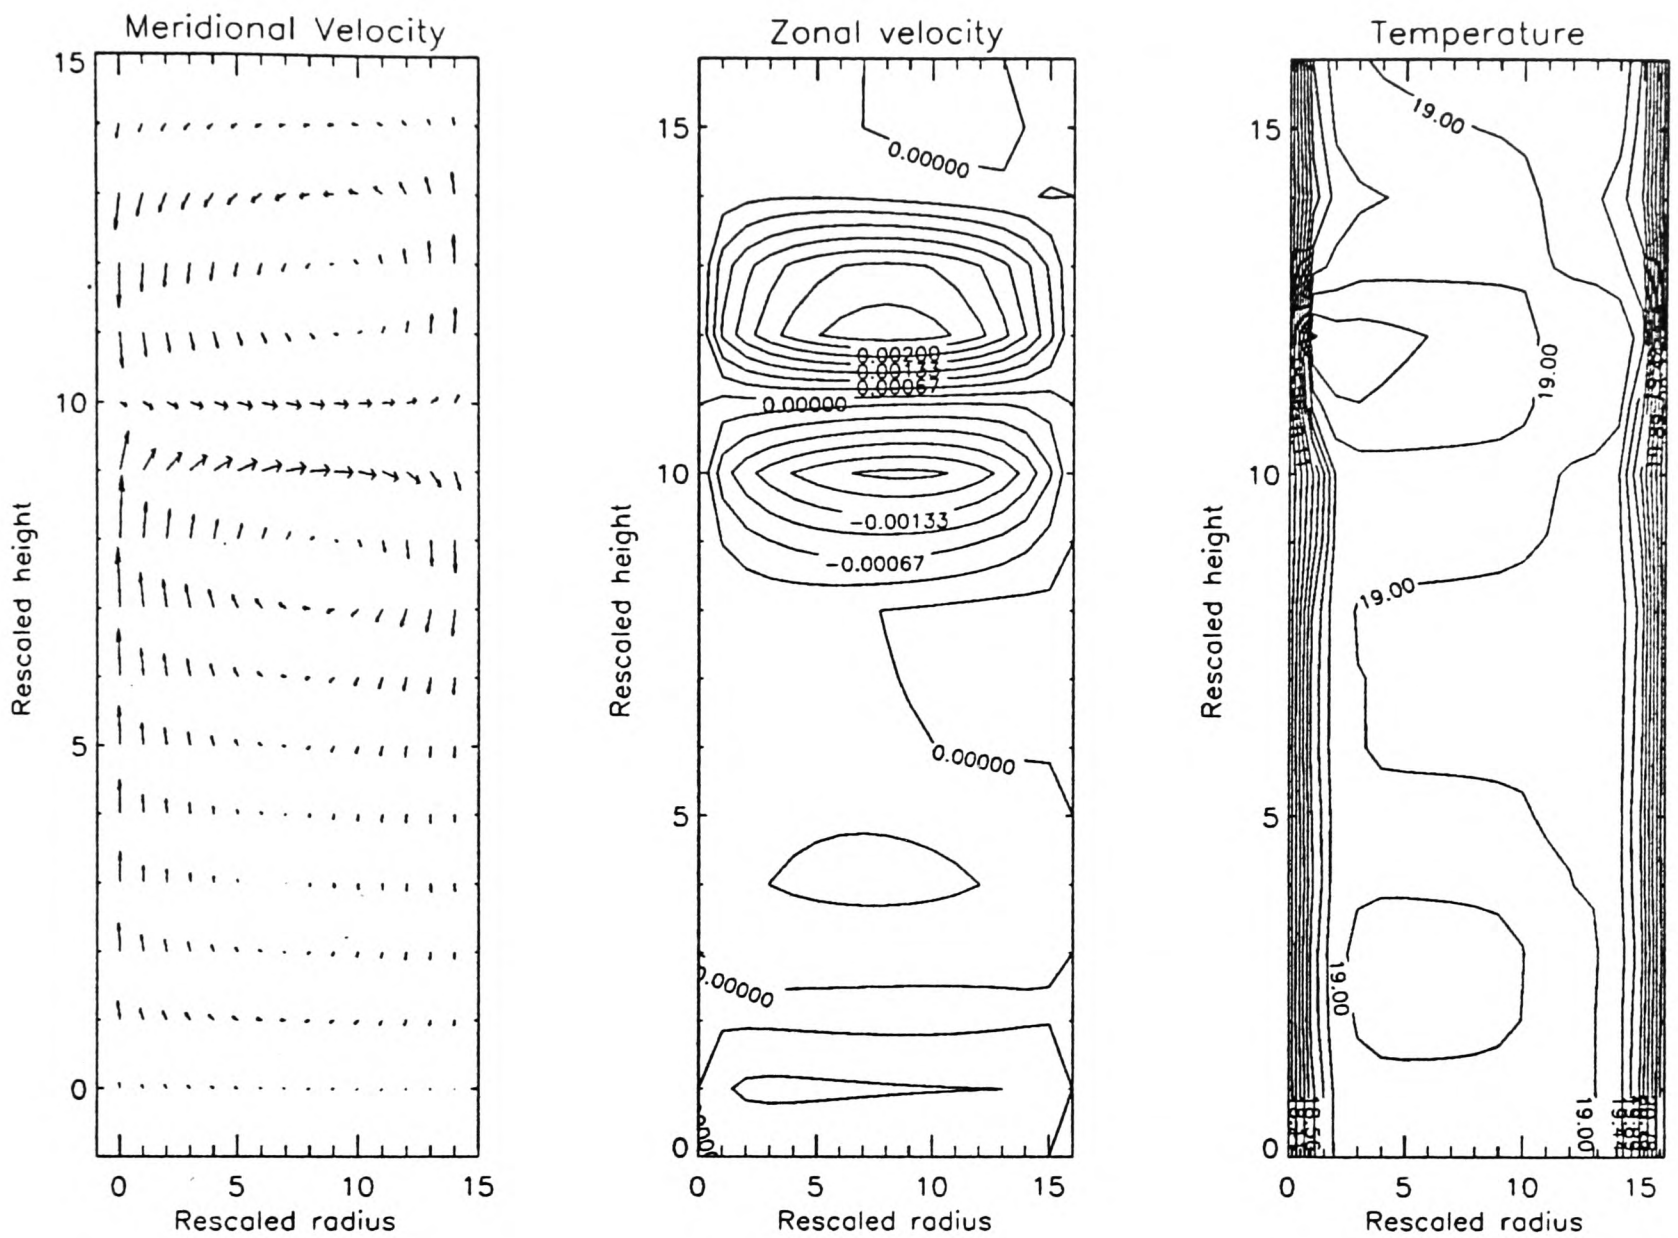 Meridional Velocity
15
10
5
0
0 5 10 15
Rescaled height
Rescaled radius
Zonal velocity
15
10
5
0
0 5 10 15
Rescaled height
Rescaled radius
0.00000
0.00200
0.00133
0.00067
0.00000
-0.00133
-0.00067
0.00000
0.00000
Temperature
15
10
5
0
0 5 10 15
Rescaled height
Rescaled radius
19.00
19.00
19.00
19.00
19.00